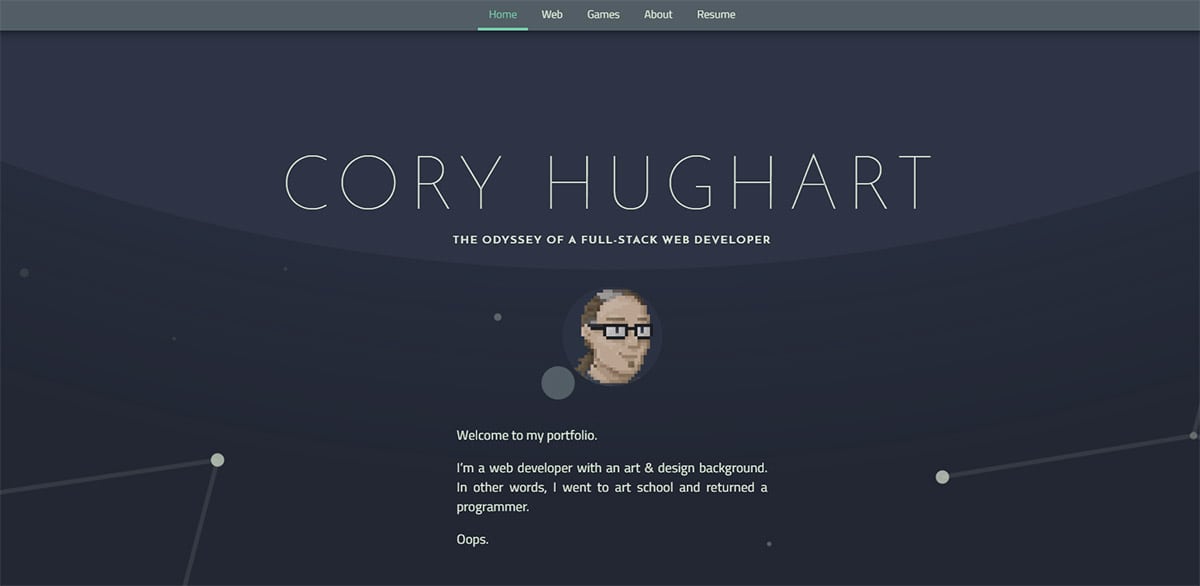 Home Web Games About Resume
CORY HUGHART
THE ODYSSEY OF A FULL-STACK WEB DEVELOPER
Welcome to my portfolio.
I'm a web developer with an art & design background.
In other words, I went to art school and returned a
programmer.
Oops.